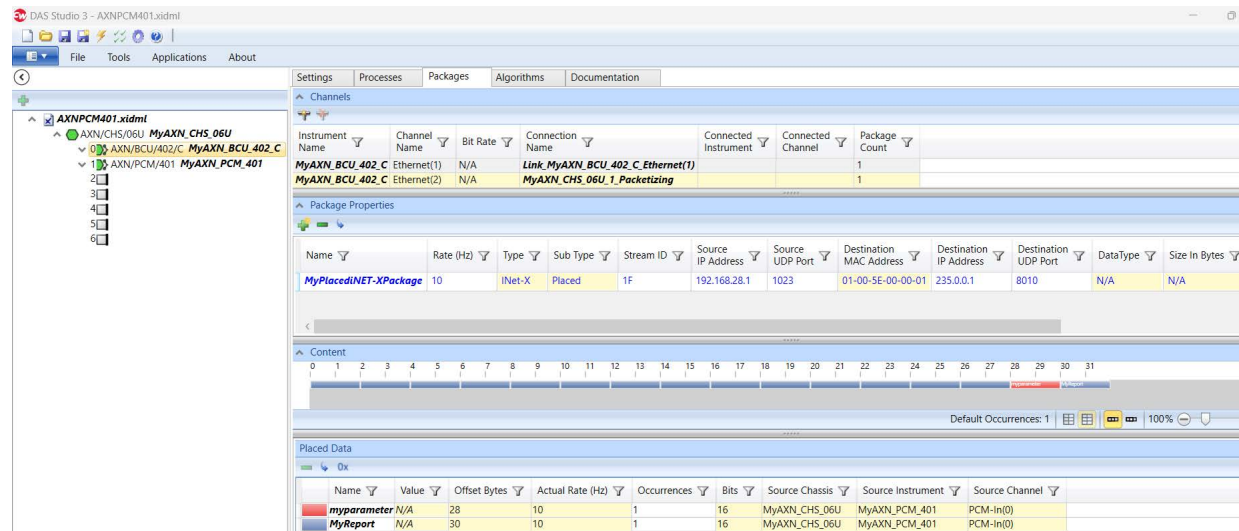 DAS Studio 3 - AXNPCM401.xidml
File Tools Applications About
Settings Processes Packages Algorithms Documentation
Channels
AXNPCM401.xidml
AXN/CHS/06U MyAXN_CHS_06U
0 AXN/BCU/402/C MyAXN_BCU_402_C
1 AXN/PCM/401 MyAXN_PCM_401
2
3
4
5
6
Instrument Name Channel Name Bit Rate Connection Name Connected Instrument Connected Channel Package Count
MyAXN_BCU_402_C Ethernet(1) N/A Link_MyAXN_BCU_402_C_Ethernet(1) 1
MyAXN_BCU_402_C Ethernet(2) N/A MyAXN_CHS_06U_1_Packetizing 1
Package Properties
Name Rate (Hz) Type Sub Type Stream ID Source IP Address Source UDP Port Destination MAC Address Destination IP Address Destination UDP Port DataType Size In Bytes
MyPlacediNET-XPackage 10 INet-X Placed 1F 192.168.28.1 1023 01-00-5E-00-00-01 235.0.0.1 8010 N/A N/A
Content
0 1 2 3 4 5 6 7 8 9 10 11 12 13 14 15 16 17 18 19 20 21 22 23 24 25 26 27 28 29 30 31
myparameter MyReport
Default Occurrences: 1 100%
Placed Data
0x
Name Value Offset Bytes Actual Rate (Hz) Occurrences Bits Source Chassis Source Instrument Source Channel
myparameter N/A 28 10 1 16 MyAXN_CHS_06U MyAXN_PCM_401 PCM-In(0)
MyReport N/A 30 10 1 16 MyAXN_CHS_06U MyAXN_PCM_401 PCM-In(0)